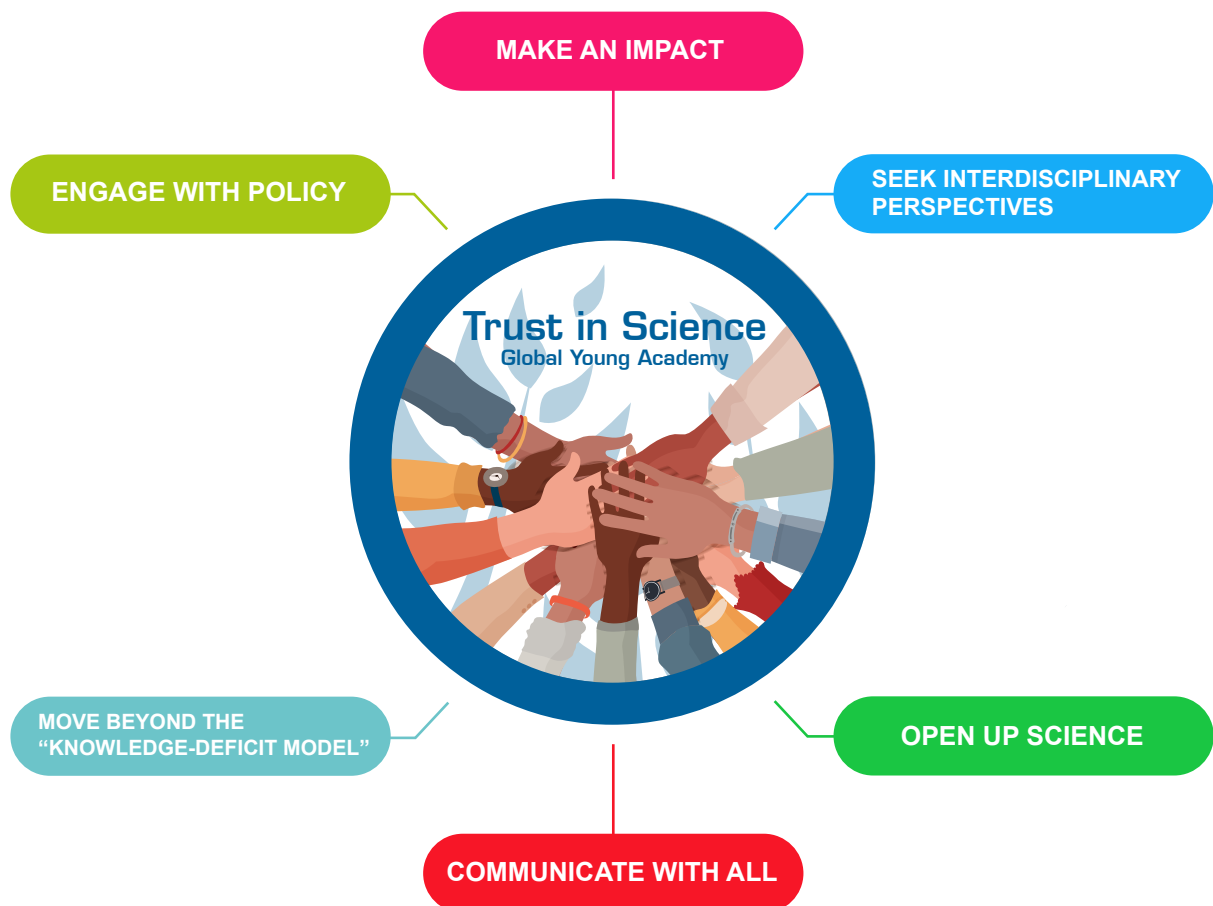 MAKE AN IMPACT
ENGAGE WITH POLICY
SEEK INTERDISCIPLINARY
PERSPECTIVES
Trust in Science
Global Young Academy
MOVE BEYOND THE
“KNOWLEDGE-DEFICIT MODEL”
OPEN UP SCIENCE
COMMUNICATE WITH ALL